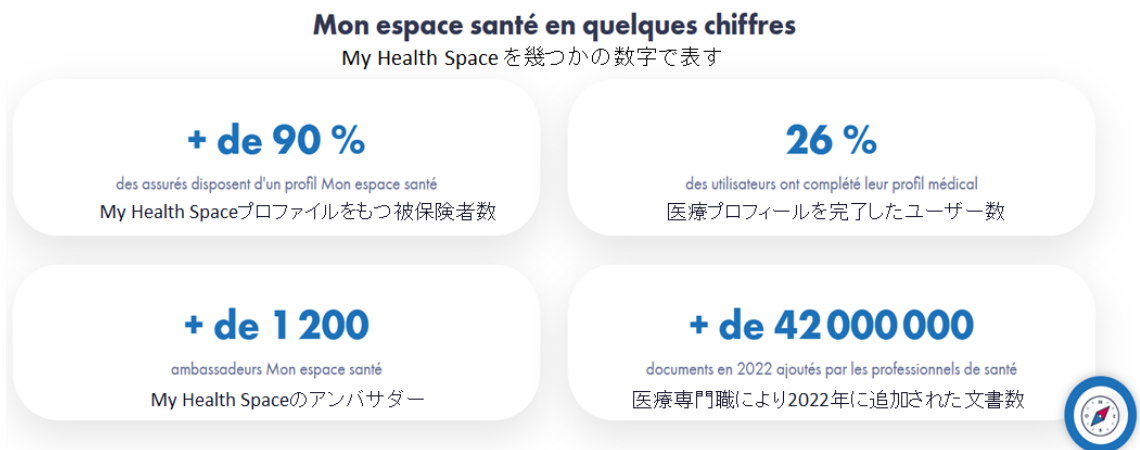 Mon espace santé en quelques chiffres
My Health Space を幾つかの数字で表す
+ de 90 %
des assurés disposent d'un profil Mon espace santé
My Health Spaceプロファイルをもつ被保険者数
26 %
des utilisateurs ont complété leur profil médical
医療プロフィールを完了したユーザー数
+ de 1 200
ambassadeurs Mon espace santé
My Health Spaceのアンバサダー
+ de 42 000 000
documents en 2022 ajoutés par les professionnels de santé
医療専門職により2022年に追加された文書数